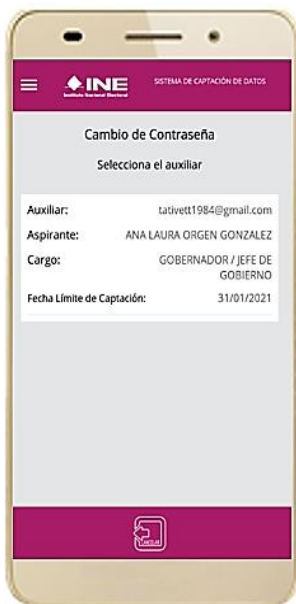 INE
Instituto Nacional Electoral
SISTEMA DE CAPTACIÓN DE DATOS
Cambio de Contraseña
Selecciona el auxiliar
Auxiliar: tativett1984@gmail.com
Aspirante: ANA LAURA ORGEN GONZALEZ
Cargo: GOBERNADOR / JEFE DE
GOBIERNO
Fecha Límite de Captación: 31/01/2021
CANCELAR